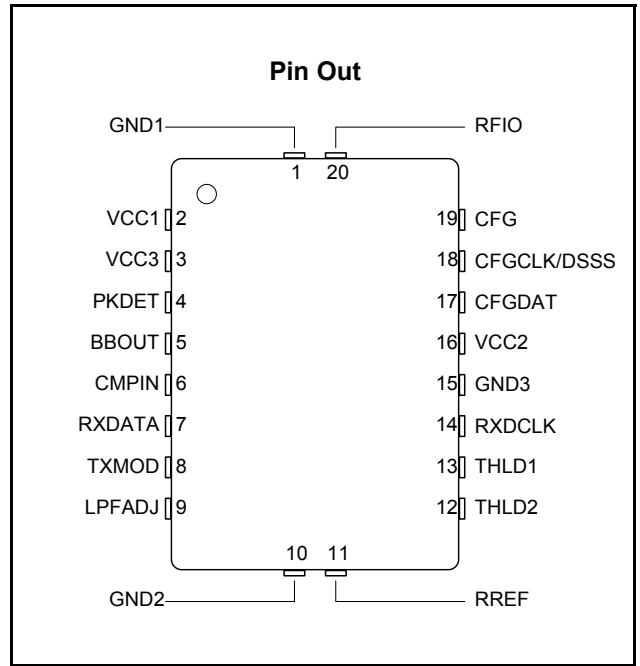 Pin Out
GND1 RFIO
1 20
VCC1 2 19 CFG
VCC3 3 18 CFGCLK/DSSS
PKDET 4 17 CFGDAT
BBOUT 5 16 VCC2
CMPIN 6 15 GND3
RXDATA 7 14 RXDCLK
TXMOD 8 13 THLD1
LPFADJ 9 12 THLD2
10 11
GND2 RREF